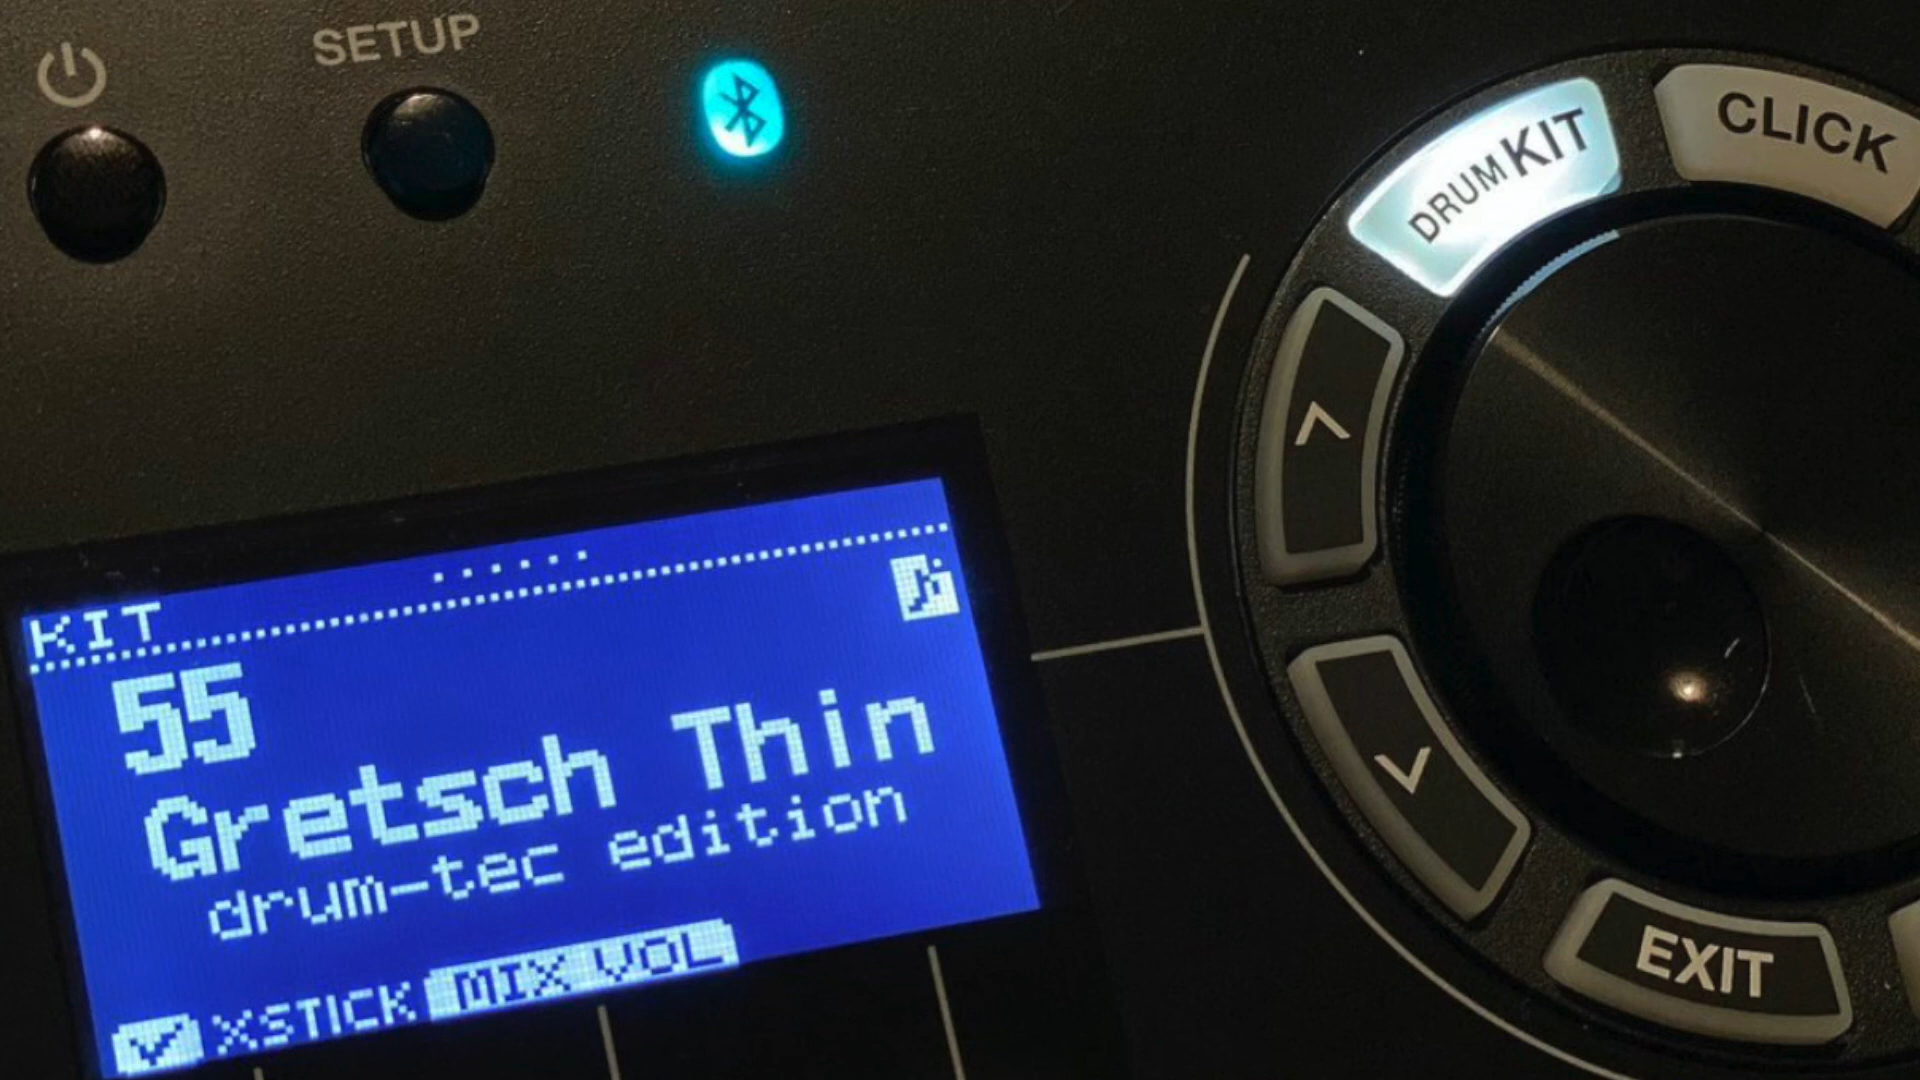 SETUP
DRUM KIT
CLICK
KIT
55
Gretsch Thin
drum-tec edition
XSTICK
MIX VOL
EXIT